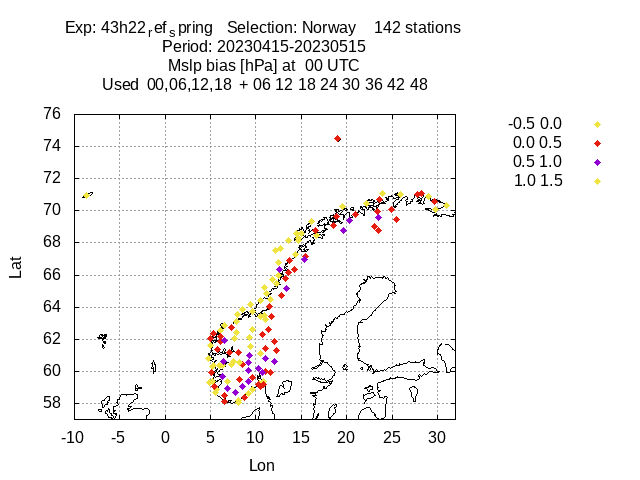 Exp: 43h22ref spring   Selection: Norway    142 stations
Period: 20230415-20230515
Mslp bias [hPa] at  00 UTC
Used  00,06,12,18  + 06 12 18 24 30 36 42 48
-0.5 0.0
0.0 0.5
0.5 1.0
1.0 1.5
76
74
72
70
68
66
64
62
60
58
Lat
-10 -5 0 5 10 15 20 25 30
Lon